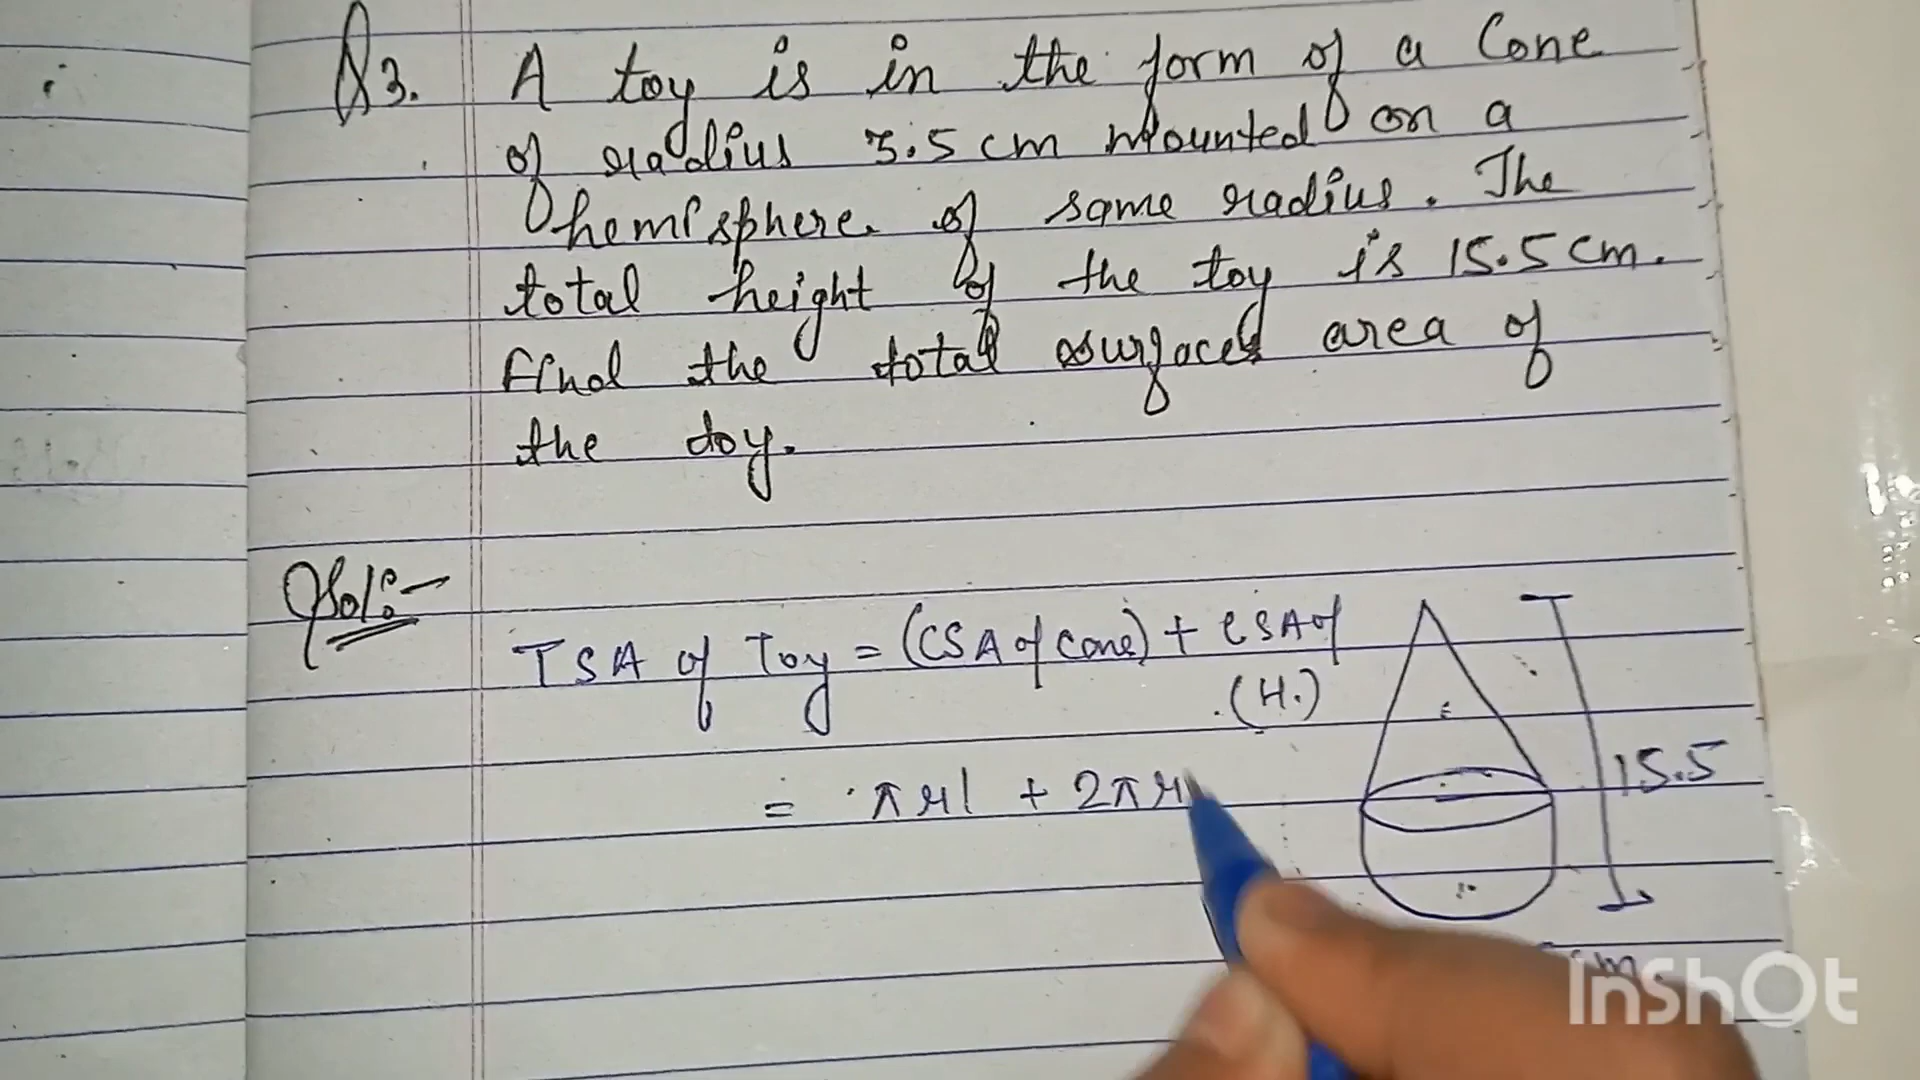 Q3. A toy is in the form of a Cone
of radius 3.5 cm mounted on a
hemisphere of same radius. The
total height of the toy is 15.5 cm.
find the total surface area of
the toy.
Sol:-
TSA of Toy = (CSA of Cone) + CSA of
(H.)
= πrl + 2πr
15.5
cm.
InShOt